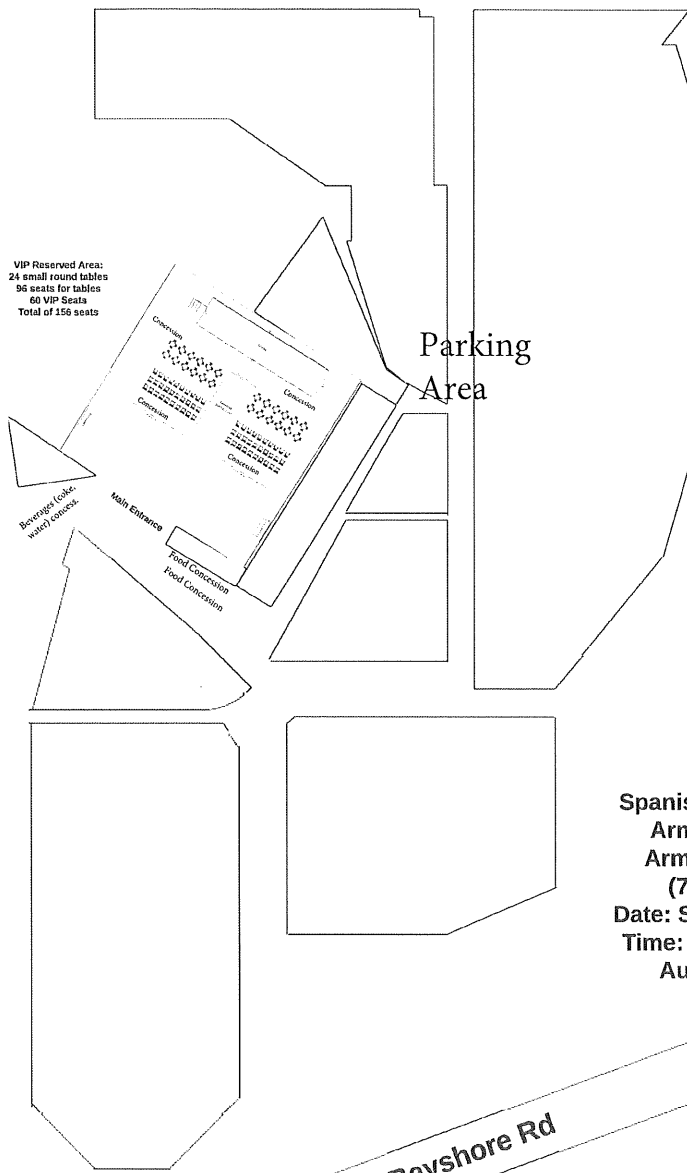 VIP Reserved Area:
24 small round tables
96 seats for tables
60 VIP Seats
Total of 156 seats
Concession
Concession
Concession
Concession
Parking
Area
Beverages (coke,
water) concess.
Main Entrance
Food Concession
Food Concession
Spanis
Arm
Arm
(7
Date: S
Time:
Au
Bayshore Rd